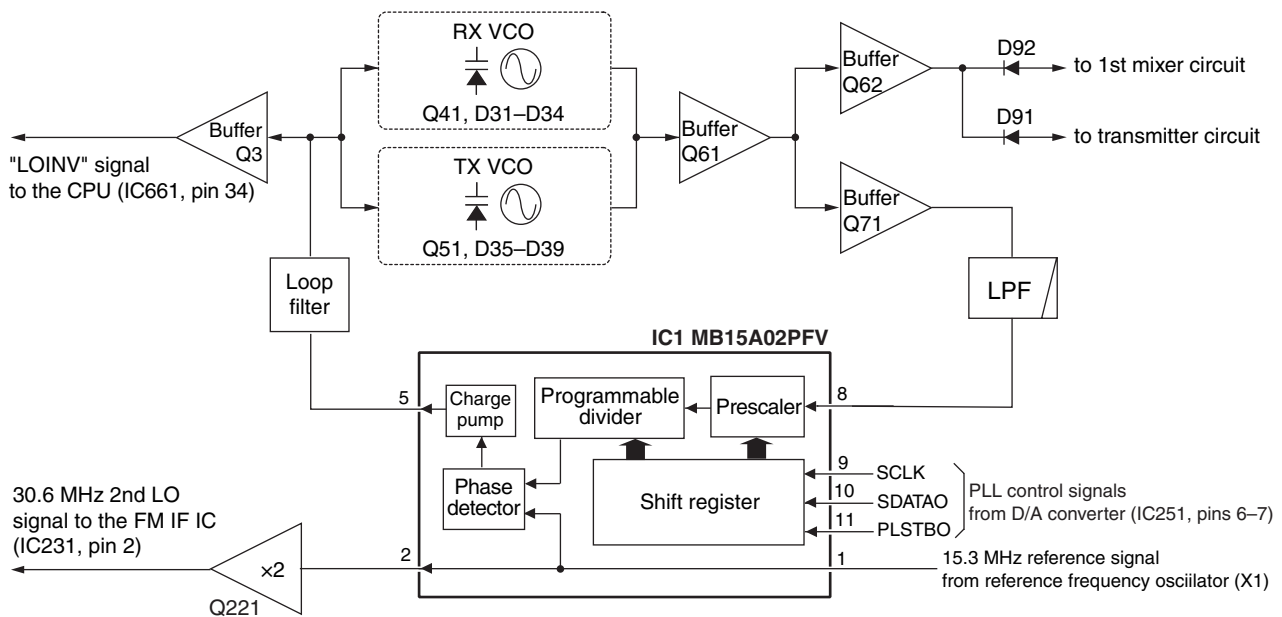 RX VCO
Q41, D31–D34
TX VCO
Q51, D35–D39
Buffer
Q3
"LOINV" signal
to the CPU (IC661, pin 34)
Buffer
Q61
Buffer
Q62
D92
to 1st mixer circuit
D91
to transmitter circuit
Buffer
Q71
Loop
filter
LPF
IC1 MB15A02PFV
5
Charge
pump
Programmable
divider
Prescaler
8
Phase
detector
Shift register
9
SCLK
10
SDATAO
11
PLSTBO
PLL control signals
from D/A converter (IC251, pins 6–7)
30.6 MHz 2nd LO
signal to the FM IF IC
(IC231, pin 2)
×2
Q221
2
1
15.3 MHz reference signal
from reference frequency osciilator (X1)